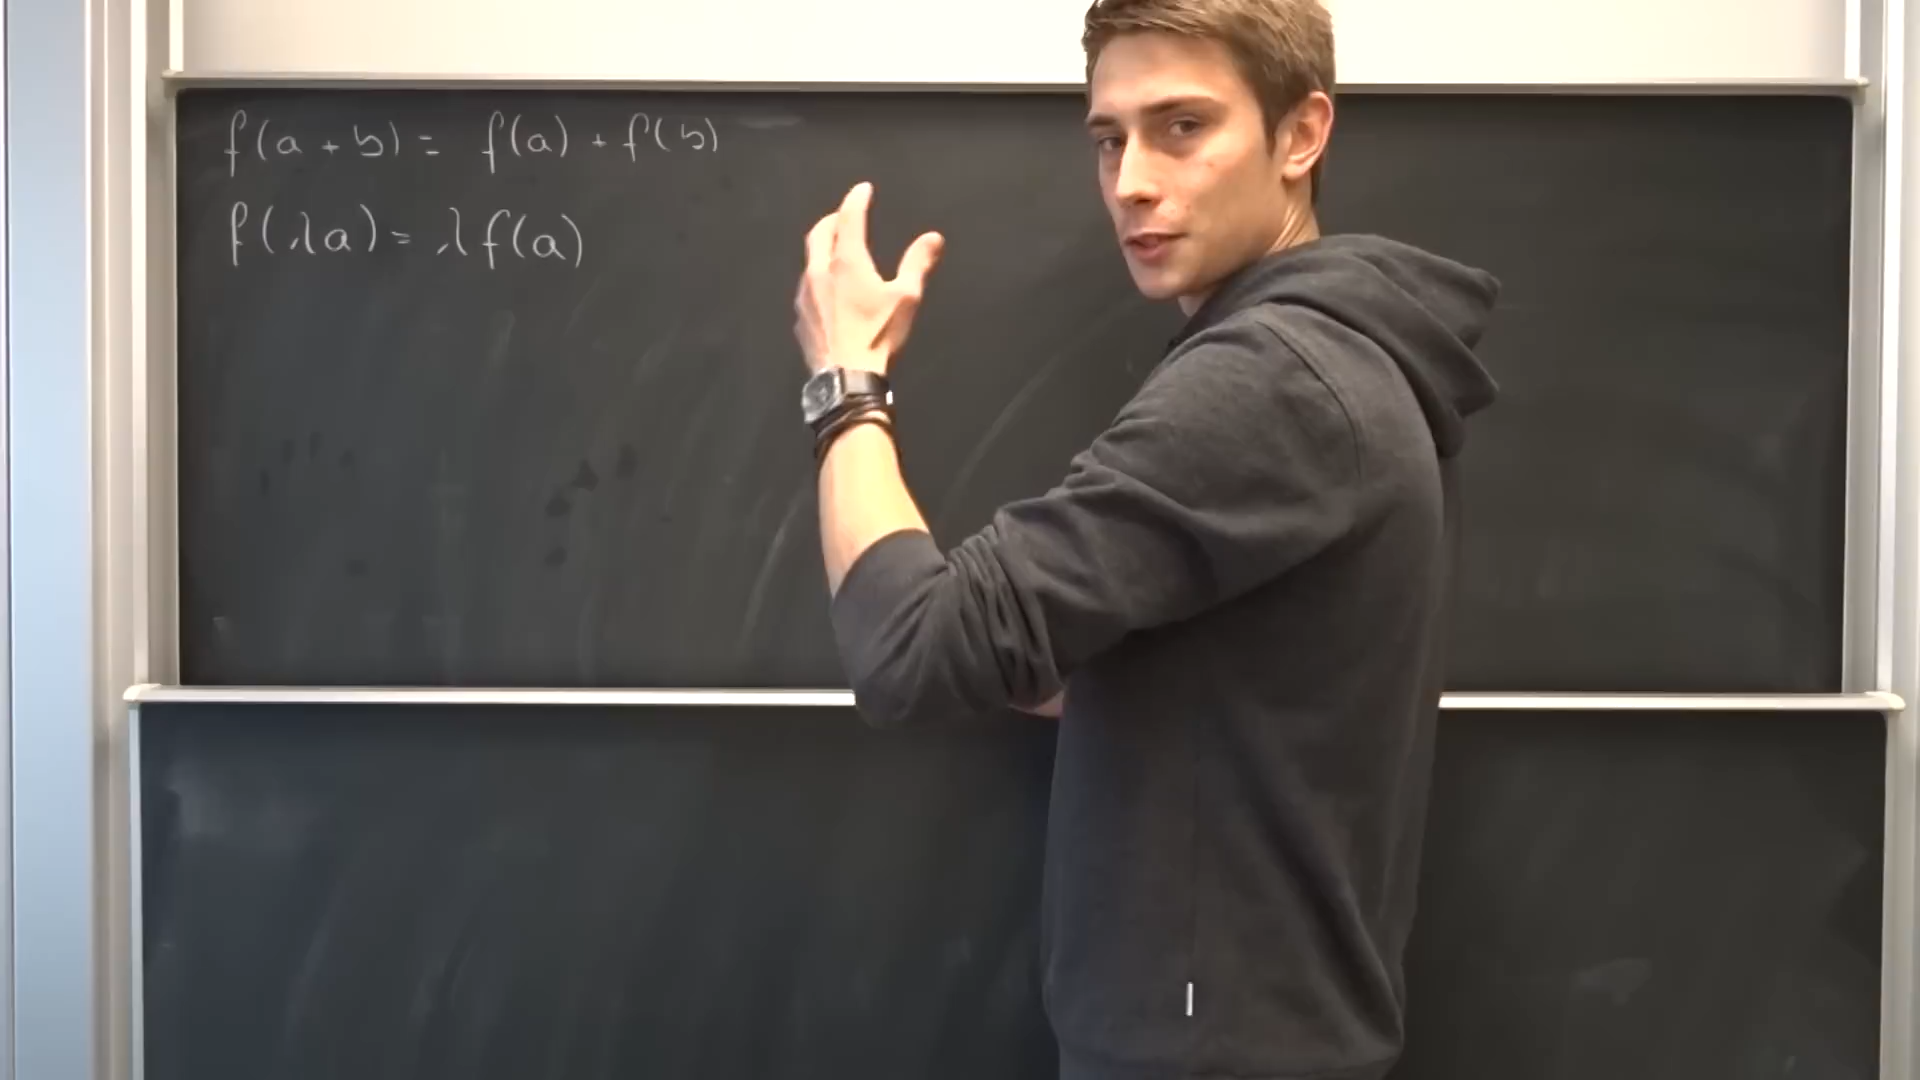 f(a + b) = f(a) + f(b)
f(λa) = λf(a)